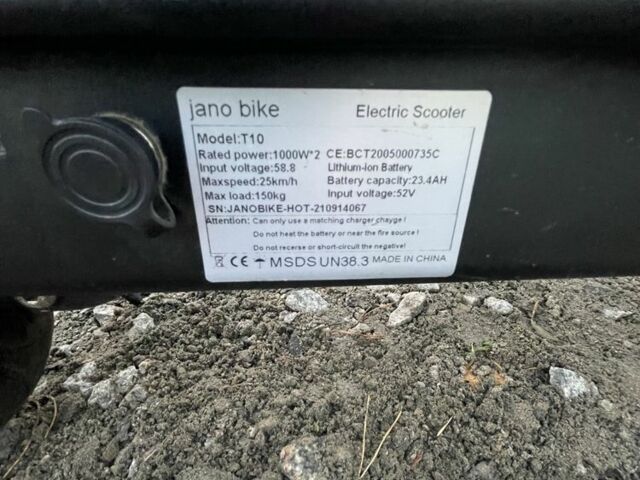 jano bike Electric Scooter
Model:T10
Rated power:1000W*2 CE:BCT2005000735C
Input voltage:58.8 Lithium-Ion Battery
Maxspeed:25km/h Battery capacity:23.4AH
Max load:150kg Input voltage:52V
SN:JANOBIKE-HOT-210914067
Attention: Can only use a matching charger chayge !
Do not heet the battery or near the fire source !
Do not recerse or short-circuit the negative!
CE MSDS UN38.3 MADE IN CHINA